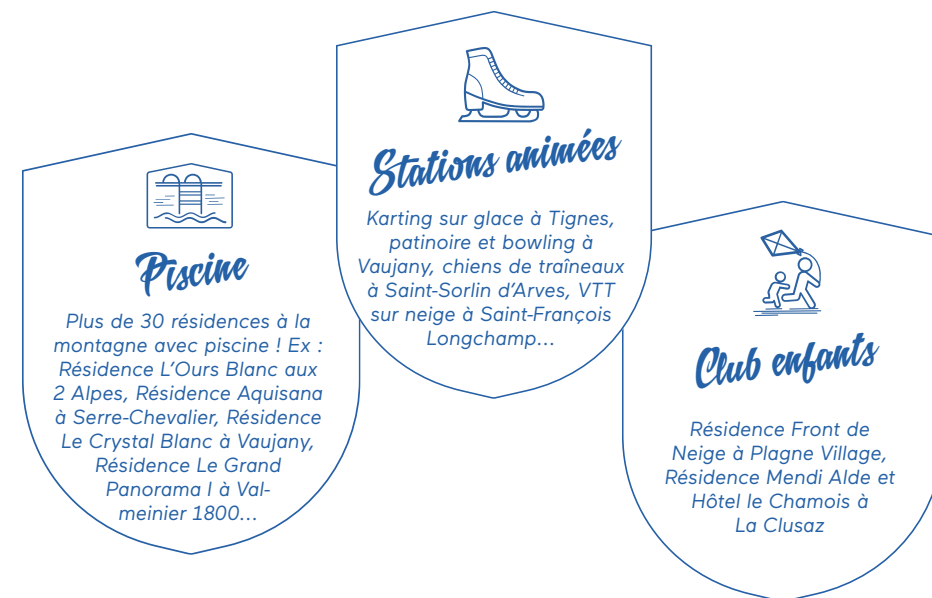 Piscine
Plus de 30 résidences à la
montagne avec piscine ! Ex :
Résidence L’Ours Blanc aux
2 Alpes, Résidence Aquisana
à Serre-Chevalier, Résidence
Le Crystal Blanc à Vaujany,
Résidence Le Grand
Panorama I à Val-
meinier 1800...
Stations animées
Karting sur glace à Tignes,
patinoire et bowling à
Vaujany, chiens de traîneaux
à Saint-Sorlin d’Arves, VTT
sur neige à Saint-François
Longchamp...
Club enfants
Résidence Front de
Neige à Plagne Village,
Résidence Mendi Alde et
Hôtel le Chamois à
La Clusaz